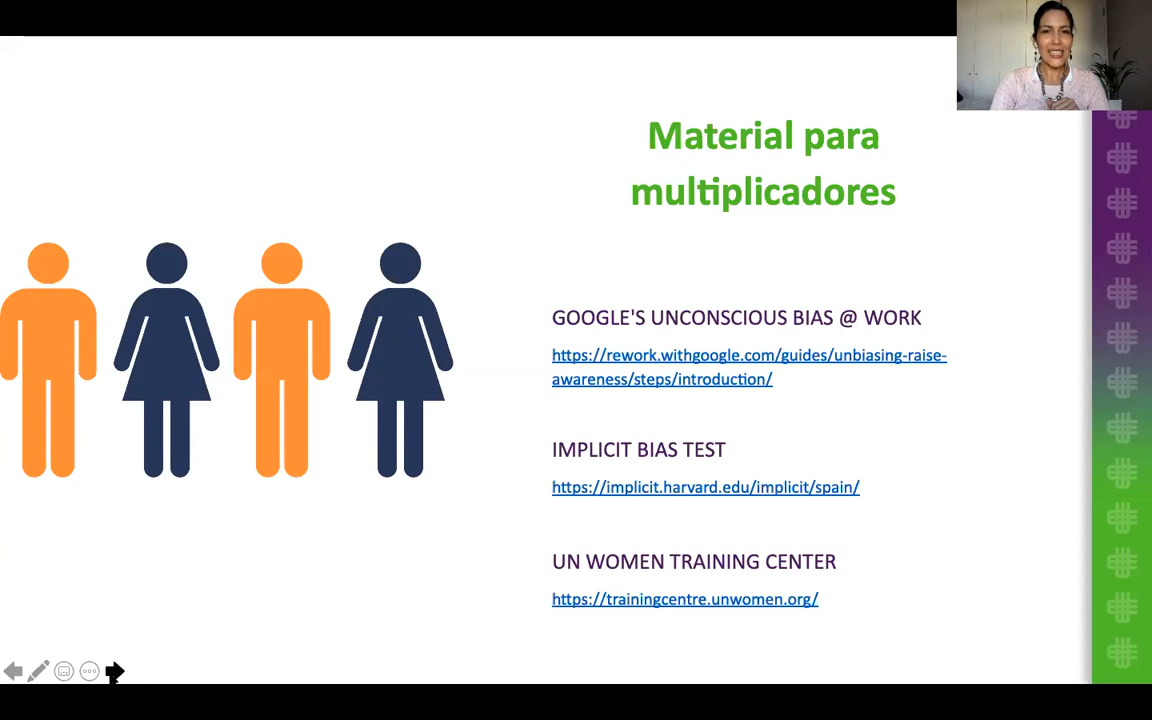 Material para
multiplicadores
GOOGLE'S UNCONSCIOUS BIAS @ WORK
https://rework.withgoogle.com/guides/unbiasing-raise-
awareness/steps/introduction/
IMPLICIT BIAS TEST
https://implicit.harvard.edu/implicit/spain/
UN WOMEN TRAINING CENTER
https://trainingcentre.unwomen.org/